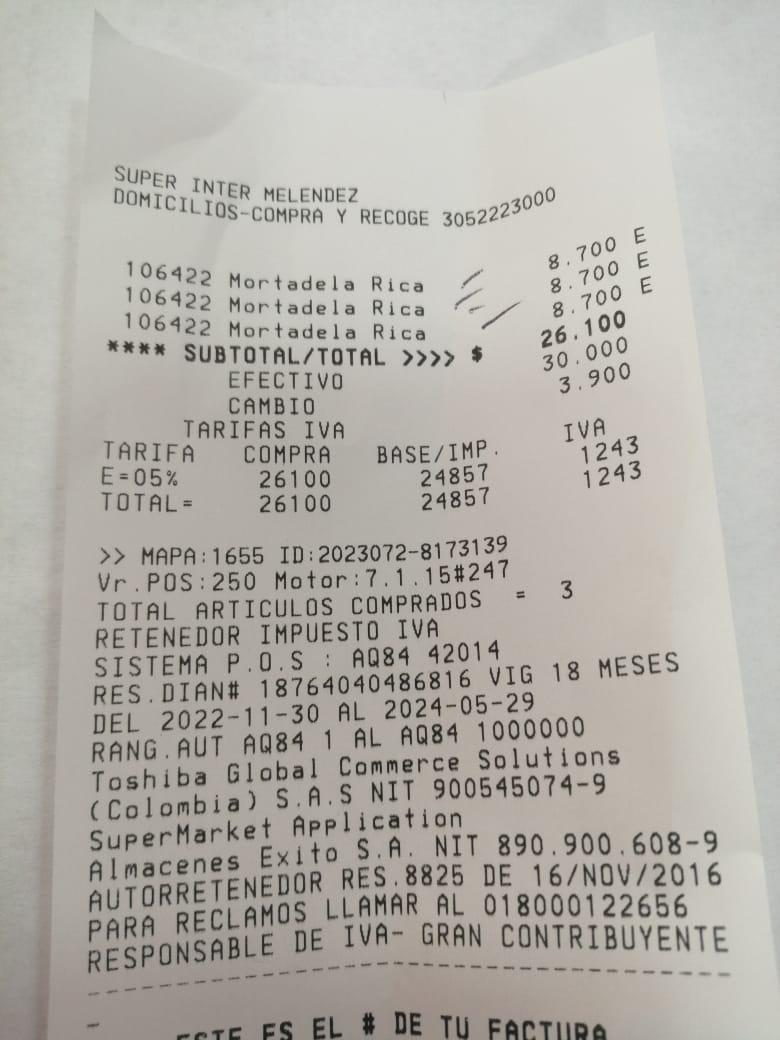 SUPER INTER MELENDEZ
DOMICILIOS-COMPRA Y RECOGE 3052223000
106422 Mortadela Rica 8.700 E
106422 Mortadela Rica 8.700 E
106422 Mortadela Rica 8.700 E
**** SUBTOTAL/TOTAL >>>> $ 26.100
EFECTIVO 30.000
CAMBIO 3.900
TARIFAS IVA
TARIFA COMPRA BASE/IMP. IVA
E=05% 26100 24857 1243
TOTAL= 26100 24857 1243
>> MAPA:1655 ID:2023072-8173139
Vr.POS:250 Motor:7.1.15#247
TOTAL ARTICULOS COMPRADOS = 3
RETENEDOR IMPUESTO IVA
SISTEMA P.O.S : AQ84 42014
RES.DIAN# 18764040486816 VIG 18 MESES
DEL 2022-11-30 AL 2024-05-29
RANG.AUT AQ84 1 AL AQ84 1000000
Toshiba Global Commerce Solutions
(Colombia) S.A.S NIT 900545074-9
SuperMarket Application
Almacenes Exito S.A. NIT 890.900.608-9
AUTORRETENEDOR RES.8825 DE 16/NOV/2016
PARA RECLAMOS LLAMAR AL 018000122656
RESPONSABLE DE IVA- GRAN CONTRIBUYENTE
ESTE ES EL # DE TU FACTURA